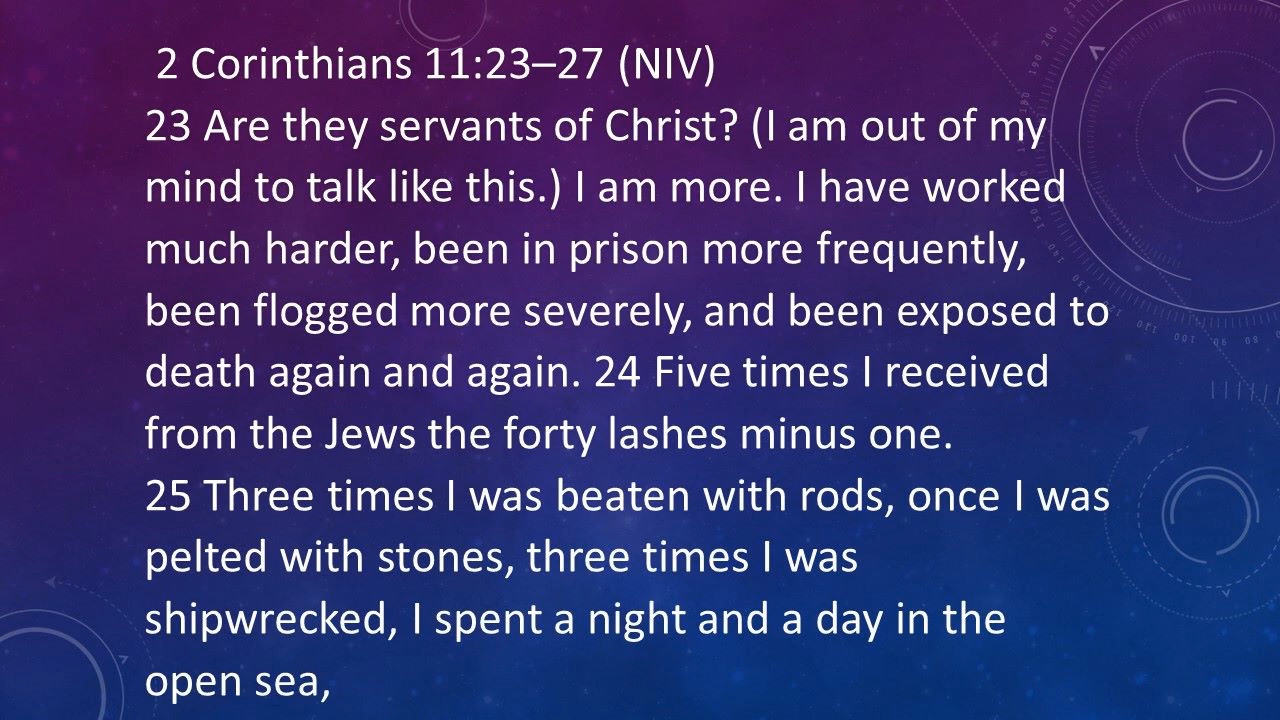 2 Corinthians 11:23–27 (NIV)
23 Are they servants of Christ? (I am out of my
mind to talk like this.) I am more. I have worked
much harder, been in prison more frequently,
been flogged more severely, and been exposed to
death again and again. 24 Five times I received
from the Jews the forty lashes minus one.
25 Three times I was beaten with rods, once I was
pelted with stones, three times I was
shipwrecked, I spent a night and a day in the
open sea,